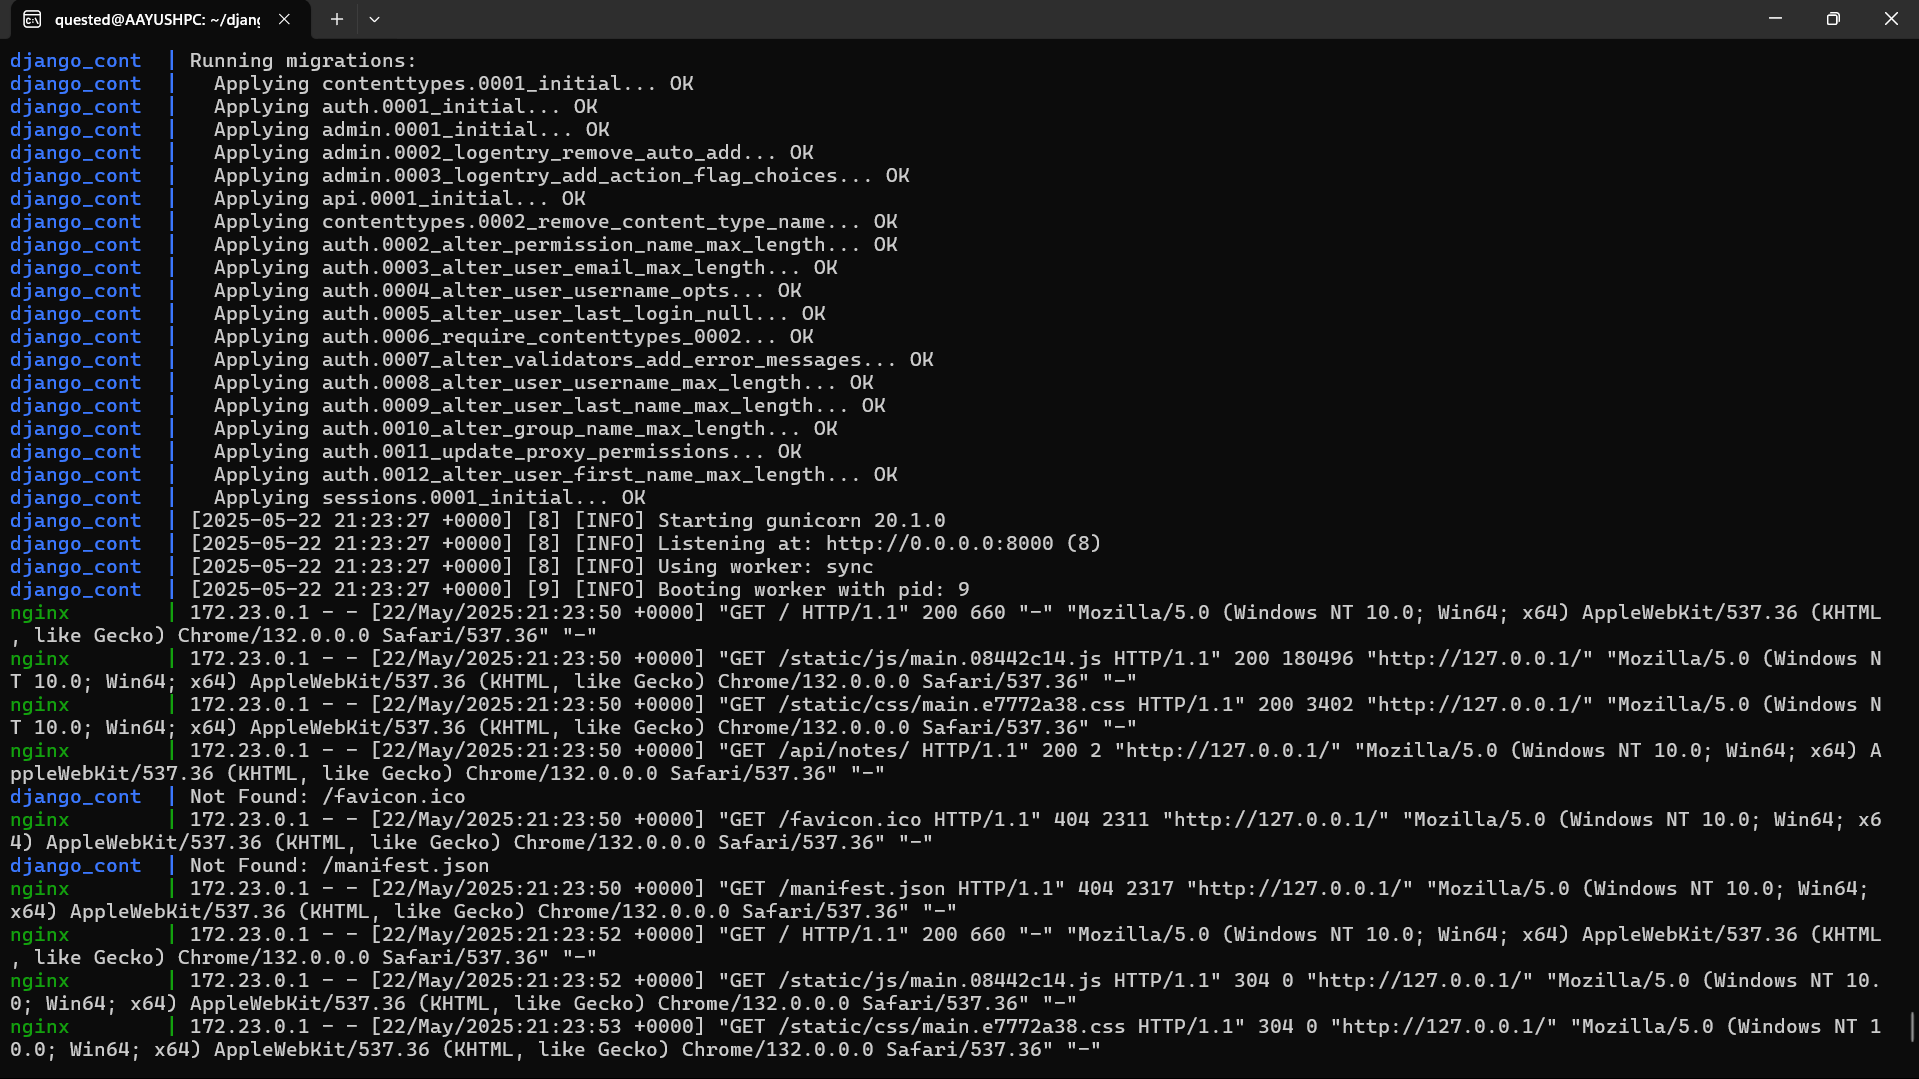 quested@AAYUSHPC: ~/djang
django_cont  | Running migrations:
django_cont  |   Applying contenttypes.0001_initial... OK
django_cont  |   Applying auth.0001_initial... OK
django_cont  |   Applying admin.0001_initial... OK
django_cont  |   Applying admin.0002_logentry_remove_auto_add... OK
django_cont  |   Applying admin.0003_logentry_add_action_flag_choices... OK
django_cont  |   Applying api.0001_initial... OK
django_cont  |   Applying contenttypes.0002_remove_content_type_name... OK
django_cont  |   Applying auth.0002_alter_permission_name_max_length... OK
django_cont  |   Applying auth.0003_alter_user_email_max_length... OK
django_cont  |   Applying auth.0004_alter_user_username_opts... OK
django_cont  |   Applying auth.0005_alter_user_last_login_null... OK
django_cont  |   Applying auth.0006_require_contenttypes_0002... OK
django_cont  |   Applying auth.0007_alter_validators_add_error_messages... OK
django_cont  |   Applying auth.0008_alter_user_username_max_length... OK
django_cont  |   Applying auth.0009_alter_user_last_name_max_length... OK
django_cont  |   Applying auth.0010_alter_group_name_max_length... OK
django_cont  |   Applying auth.0011_update_proxy_permissions... OK
django_cont  |   Applying auth.0012_alter_user_first_name_max_length... OK
django_cont  |   Applying sessions.0001_initial... OK
django_cont  | [2025-05-22 21:23:27 +0000] [8] [INFO] Starting gunicorn 20.1.0
django_cont  | [2025-05-22 21:23:27 +0000] [8] [INFO] Listening at: http://0.0.0.0:8000 (8)
django_cont  | [2025-05-22 21:23:27 +0000] [8] [INFO] Using worker: sync
django_cont  | [2025-05-22 21:23:27 +0000] [9] [INFO] Booting worker with pid: 9
nginx        | 172.23.0.1 - - [22/May/2025:21:23:50 +0000] "GET / HTTP/1.1" 200 660 "-" "Mozilla/5.0 (Windows NT 10.0; Win64; x64) AppleWebKit/537.36 (KHTML
, like Gecko) Chrome/132.0.0.0 Safari/537.36" "-"
nginx        | 172.23.0.1 - - [22/May/2025:21:23:50 +0000] "GET /static/js/main.08442c14.js HTTP/1.1" 200 180496 "http://127.0.0.1/" "Mozilla/5.0 (Windows N
T 10.0; Win64; x64) AppleWebKit/537.36 (KHTML, like Gecko) Chrome/132.0.0.0 Safari/537.36" "-"
nginx        | 172.23.0.1 - - [22/May/2025:21:23:50 +0000] "GET /static/css/main.e7772a38.css HTTP/1.1" 200 3402 "http://127.0.0.1/" "Mozilla/5.0 (Windows N
T 10.0; Win64; x64) AppleWebKit/537.36 (KHTML, like Gecko) Chrome/132.0.0.0 Safari/537.36" "-"
nginx        | 172.23.0.1 - - [22/May/2025:21:23:50 +0000] "GET /api/notes/ HTTP/1.1" 200 2 "http://127.0.0.1/" "Mozilla/5.0 (Windows NT 10.0; Win64; x64) A
ppleWebKit/537.36 (KHTML, like Gecko) Chrome/132.0.0.0 Safari/537.36" "-"
django_cont  | Not Found: /favicon.ico
nginx        | 172.23.0.1 - - [22/May/2025:21:23:50 +0000] "GET /favicon.ico HTTP/1.1" 404 2311 "http://127.0.0.1/" "Mozilla/5.0 (Windows NT 10.0; Win64; x6
4) AppleWebKit/537.36 (KHTML, like Gecko) Chrome/132.0.0.0 Safari/537.36" "-"
django_cont  | Not Found: /manifest.json
nginx        | 172.23.0.1 - - [22/May/2025:21:23:50 +0000] "GET /manifest.json HTTP/1.1" 404 2317 "http://127.0.0.1/" "Mozilla/5.0 (Windows NT 10.0; Win64;
x64) AppleWebKit/537.36 (KHTML, like Gecko) Chrome/132.0.0.0 Safari/537.36" "-"
nginx        | 172.23.0.1 - - [22/May/2025:21:23:52 +0000] "GET / HTTP/1.1" 200 660 "-" "Mozilla/5.0 (Windows NT 10.0; Win64; x64) AppleWebKit/537.36 (KHTML
, like Gecko) Chrome/132.0.0.0 Safari/537.36" "-"
nginx        | 172.23.0.1 - - [22/May/2025:21:23:52 +0000] "GET /static/js/main.08442c14.js HTTP/1.1" 304 0 "http://127.0.0.1/" "Mozilla/5.0 (Windows NT 10.
0; Win64; x64) AppleWebKit/537.36 (KHTML, like Gecko) Chrome/132.0.0.0 Safari/537.36" "-"
nginx        | 172.23.0.1 - - [22/May/2025:21:23:53 +0000] "GET /static/css/main.e7772a38.css HTTP/1.1" 304 0 "http://127.0.0.1/" "Mozilla/5.0 (Windows NT 1
0.0; Win64; x64) AppleWebKit/537.36 (KHTML, like Gecko) Chrome/132.0.0.0 Safari/537.36" "-"